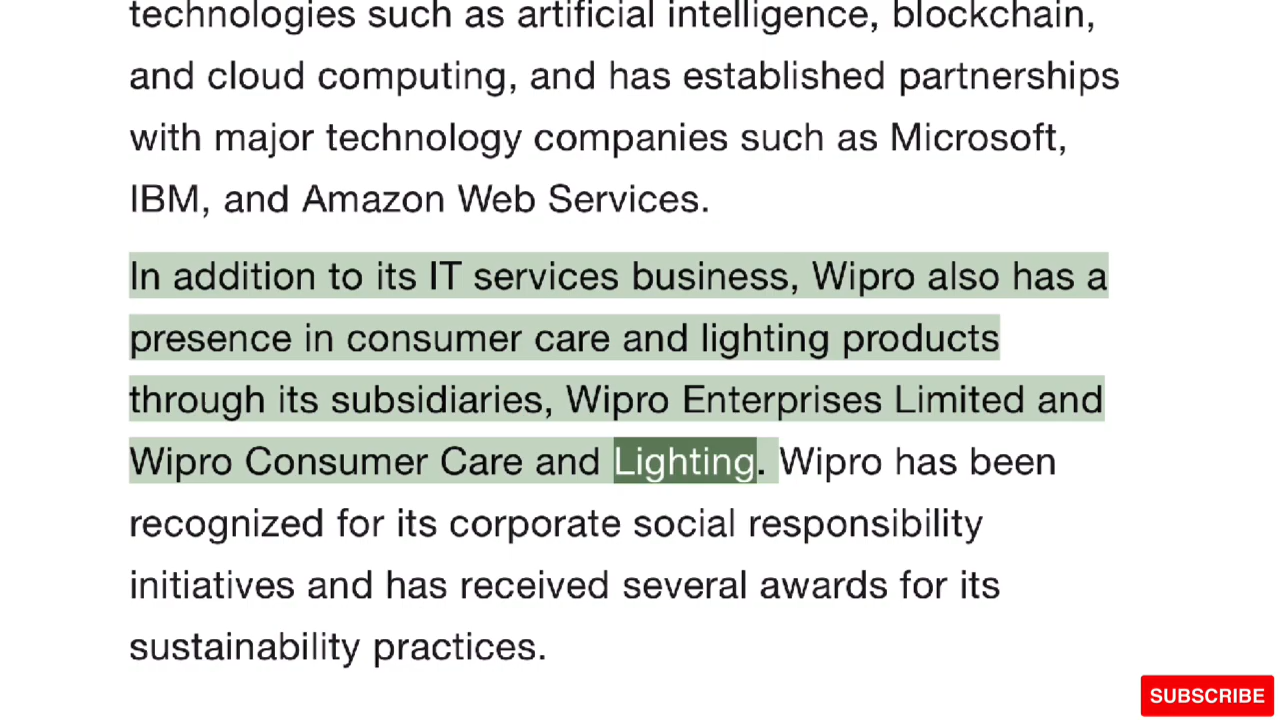 technologies such as artificial intelligence, blockchain,
and cloud computing, and has established partnerships
with major technology companies such as Microsoft,
IBM, and Amazon Web Services.
In addition to its IT services business, Wipro also has a
presence in consumer care and lighting products
through its subsidiaries, Wipro Enterprises Limited and
Wipro Consumer Care and Lighting. Wipro has been
recognized for its corporate social responsibility
initiatives and has received several awards for its
sustainability practices.
SUBSCRIBE